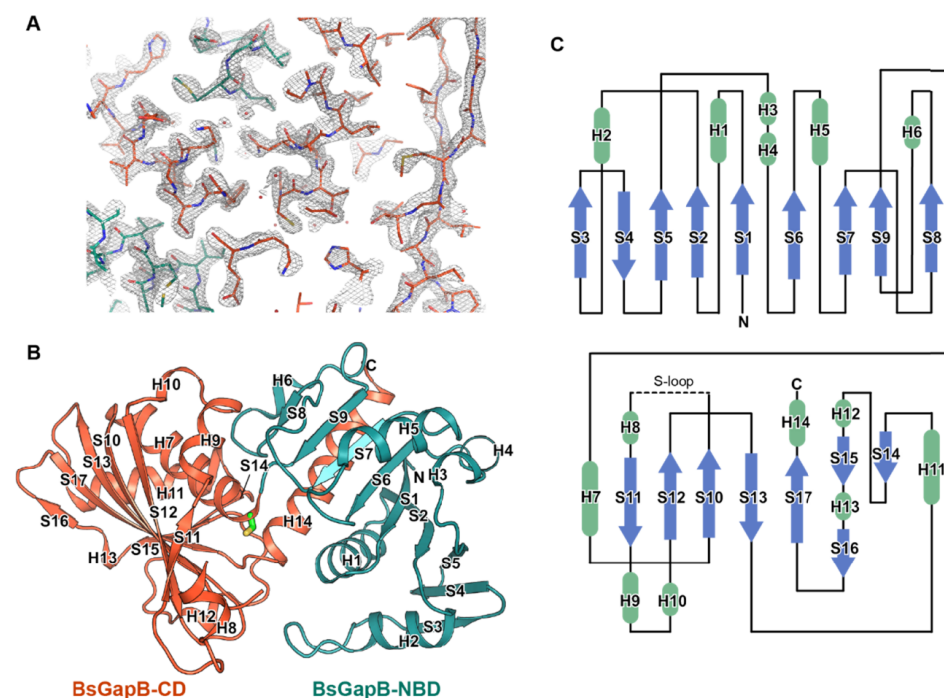 A
C
H2
H1
H3
H4
H5
H6
S3
S4
S5
S2
S1
S6
S7
S9
S8
N
B
H10
H6
S8
C
S9
S10
H7
H9
H5
H4
S13
S14
S7
N
H3
S17
H11
S6
S1
S16
S12
S2
H13
S15
S11
H14
H1
S5
S4
H12
H8
S3
H2
BsGapB-CD
BsGapB-NBD
S-loop
C
H8
H14
H12
S15
S14
H7
S11
S12
S10
S13
S17
H11
H13
S16
H9
H10